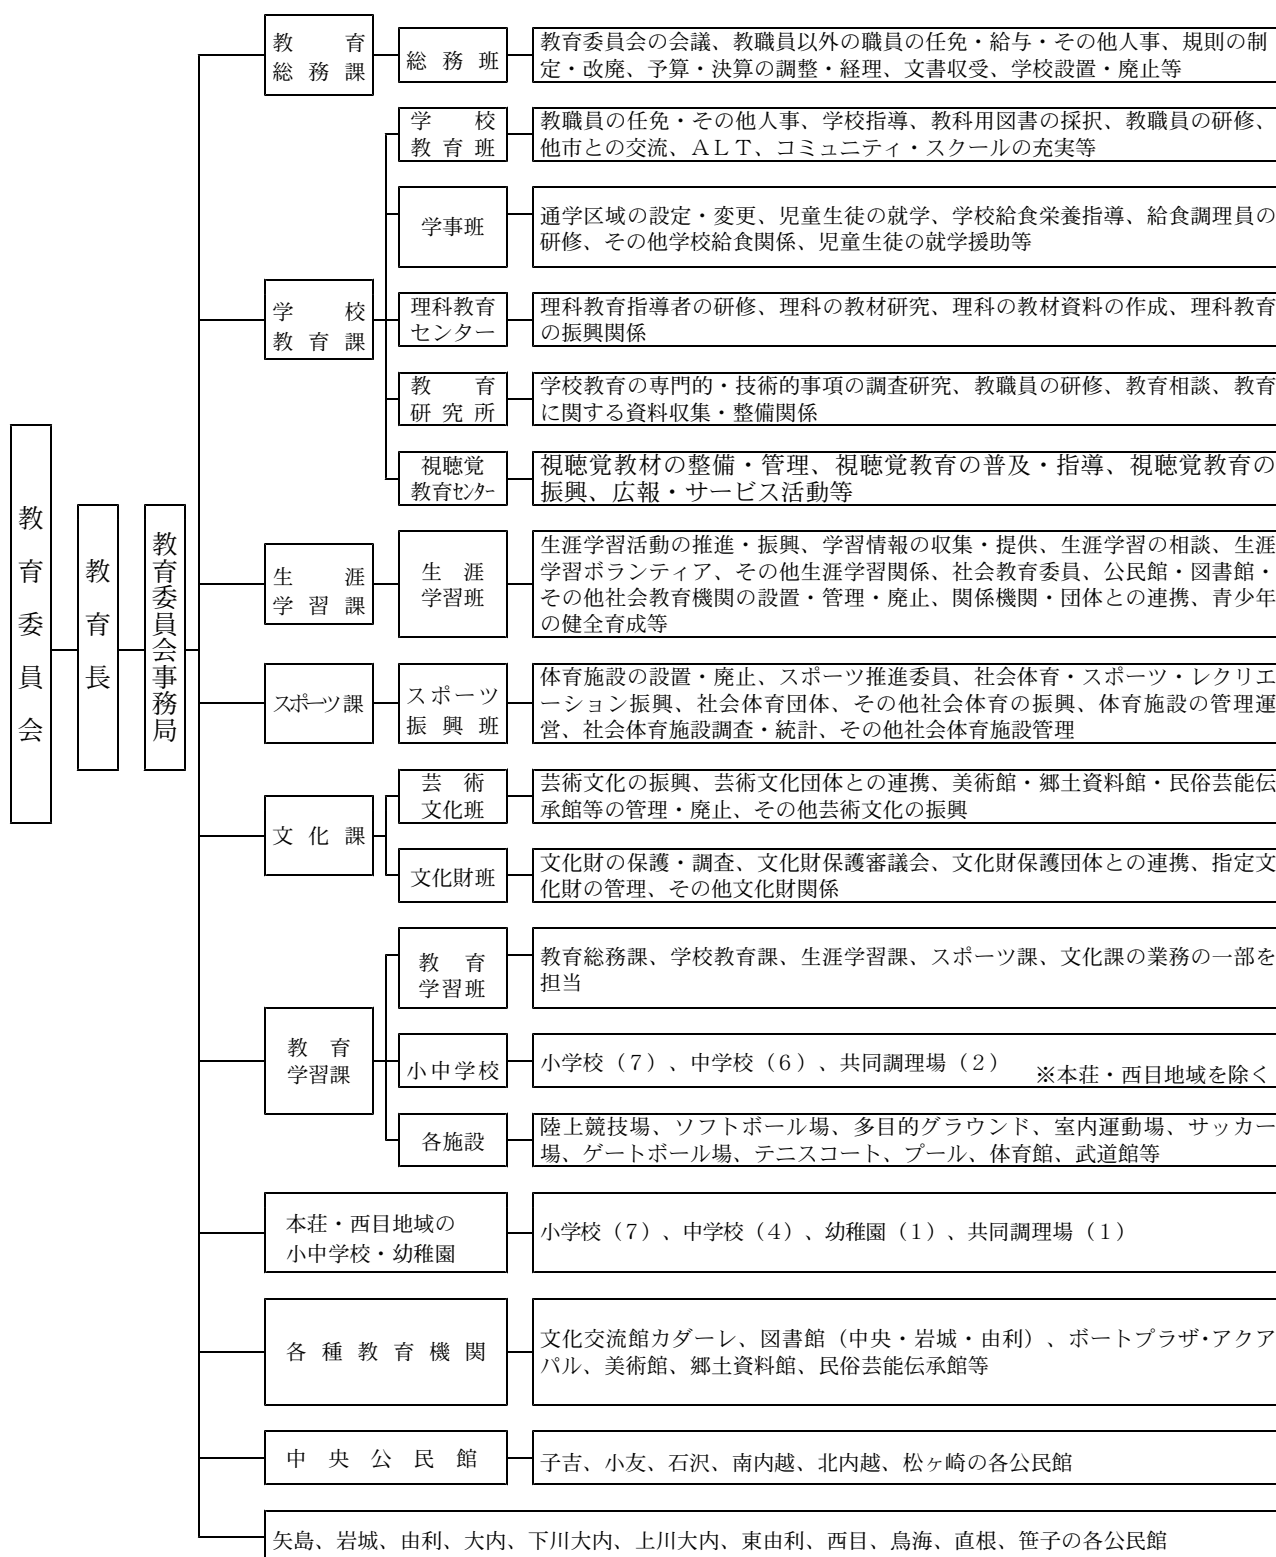 教育委員会
教育長
教育委員会事務局
教育
総務課
総務班
教育委員会の会議、教職員以外の職員の任免・給与・その他人事、規則の制
定・改廃、予算・決算の調整・経理、文書収受、学校設置・廃止等
学校
教育課
学校
教育班
教職員の任免・その他人事、学校指導、教科用図書の採択、教職員の研修、
他市との交流、ＡＬＴ、コミュニティ・スクールの充実等
学事班
通学区域の設定・変更、児童生徒の就学、学校給食栄養指導、給食調理員の
研修、その他学校給食関係、児童生徒の就学援助等
理科教育
センター
理科教育指導者の研修、理科の教材研究、理科の教材資料の作成、理科教育
の振興関係
教育
研究所
学校教育の専門的・技術的事項の調査研究、教職員の研修、教育相談、教育
に関する資料収集・整備関係
視聴覚
教育ｾﾝﾀｰ
視聴覚教材の整備・管理、視聴覚教育の普及・指導、視聴覚教育の
振興、広報・サービス活動等
生涯
学習課
生涯
学習班
生涯学習活動の推進・振興、学習情報の収集・提供、生涯学習の相談、生涯
学習ボランティア、その他生涯学習関係、社会教育委員、公民館・図書館・
その他社会教育機関の設置・管理・廃止、関係機関・団体との連携、青少年
の健全育成等
スポーツ課
スポーツ
振興班
体育施設の設置・廃止、スポーツ推進委員、社会体育・スポーツ・レクリエ
ーション振興、社会体育団体、その他社会体育の振興、体育施設の管理運
営、社会体育施設調査・統計、その他社会体育施設管理
文化課
芸術
文化班
芸術文化の振興、芸術文化団体との連携、美術館・郷土資料館・民俗芸能伝
承館等の管理・廃止、その他芸術文化の振興
文化財班
文化財の保護・調査、文化財保護審議会、文化財保護団体との連携、指定文
化財の管理、その他文化財関係
教育
学習課
教育
学習班
教育総務課、学校教育課、生涯学習課、スポーツ課、文化課の業務の一部を
担当
小中学校
小学校（７）、中学校（６）、共同調理場（２） ※本荘・西目地域を除く
各施設
陸上競技場、ソフトボール場、多目的グラウンド、室内運動場、サッカー
場、ゲートボール場、テニスコート、プール、体育館、武道館等
本荘・西目地域の
小中学校・幼稚園
小学校（７）、中学校（４）、幼稚園（１）、共同調理場（１）
各種教育機関
文化交流館カダーレ、図書館（中央・岩城・由利）、ボートプラザ・アクア
パル、美術館、郷土資料館、民俗芸能伝承館等
中央公民館
子吉、小友、石沢、南内越、北内越、松ヶ崎の各公民館
矢島、岩城、由利、大内、下川大内、上川大内、東由利、西目、鳥海、直根、笹子の各公民館